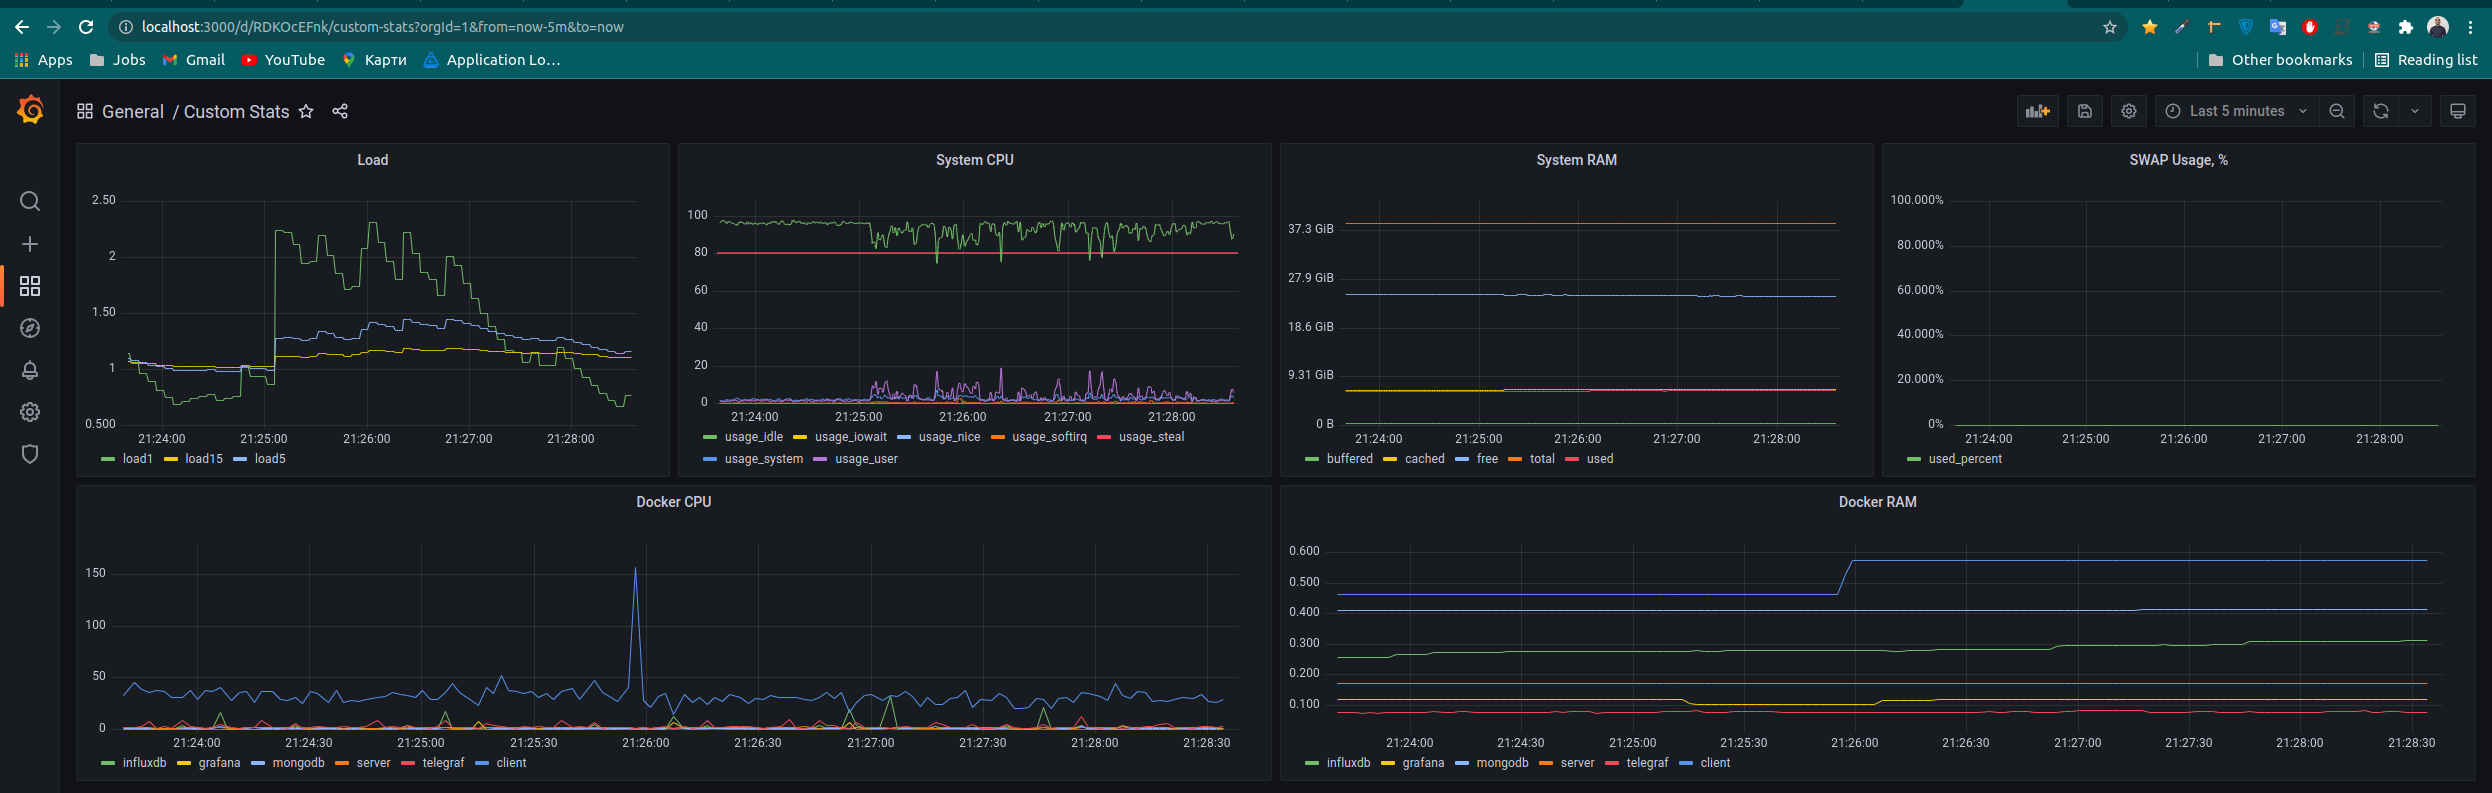 localhost:3000/d/RDKOcEFnk/custom-stats?orgId=1&from=now-5m&to=now
Apps Jobs Gmail YouTube Карти Application Lo... Other bookmarks Reading list
General / Custom Stats Last 5 minutes
Load
2.50
2
1.50
1
0.500
21:24:00 21:25:00 21:26:00 21:27:00 21:28:00
load1 load15 load5
System CPU
100
80
60
40
20
0
21:24:00 21:25:00 21:26:00 21:27:00 21:28:00
usage_idle usage_iowait usage_nice usage_softirq usage_steal
usage_system usage_user
System RAM
37.3 GiB
27.9 GiB
18.6 GiB
9.31 GiB
0 B
21:24:00 21:25:00 21:26:00 21:27:00 21:28:00
buffered cached free total used
SWAP Usage, %
100.000%
80.000%
60.000%
40.000%
20.000%
0%
21:24:00 21:25:00 21:26:00 21:27:00 21:28:00
used_percent
Docker CPU
150
100
50
0
21:24:00 21:24:30 21:25:00 21:25:30 21:26:00 21:26:30 21:27:00 21:27:30 21:28:00 21:28:30
influxdb grafana mongodb server telegraf client
Docker RAM
0.600
0.500
0.400
0.300
0.200
0.100
21:24:00 21:24:30 21:25:00 21:25:30 21:26:00 21:26:30 21:27:00 21:27:30 21:28:00 21:28:30
influxdb grafana mongodb server telegraf client